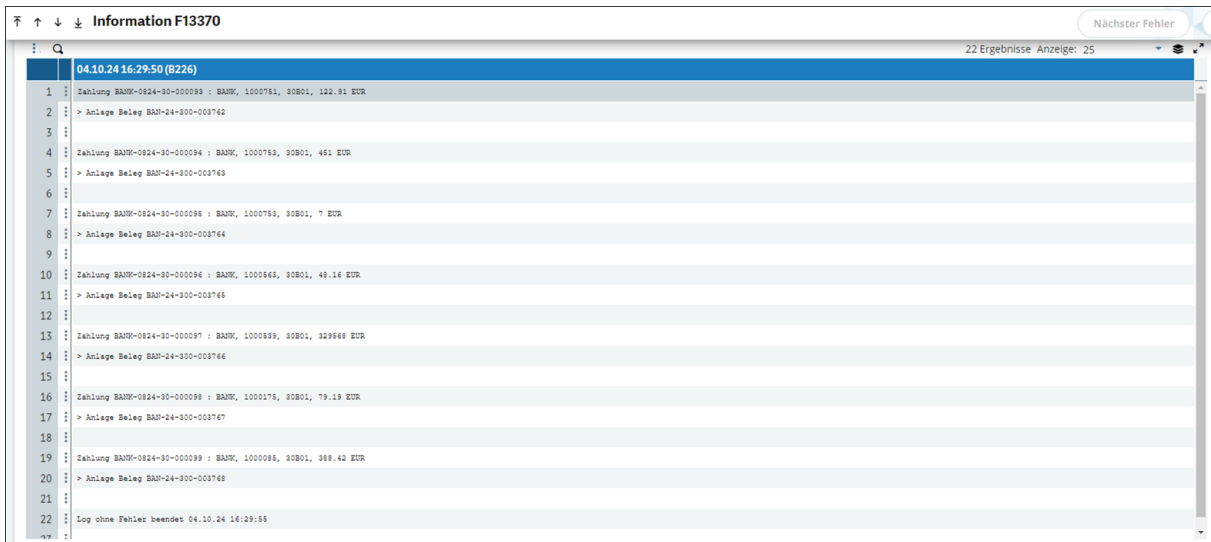 Information F13370
Nächster Fehler
22 Ergebnisse Anzeige: 25
04.10.24 16:29:50 (B226)
1 Zahlung BANK-0824-30-000093 : BANK, 1000751, 30B01, 122.91 EUR
2 > Anlage Beleg BAN-24-300-003762
3
4 Zahlung BANK-0824-30-000094 : BANK, 1000753, 30B01, 451 EUR
5 > Anlage Beleg BAN-24-300-003763
6
7 Zahlung BANK-0824-30-000095 : BANK, 1000753, 30B01, 7 EUR
8 > Anlage Beleg BAN-24-300-003764
9
10 Zahlung BANK-0824-30-000096 : BANK, 1000563, 30B01, 48.16 EUR
11 > Anlage Beleg BAN-24-300-003765
12
13 Zahlung BANK-0824-30-000097 : BANK, 1000539, 30B01, 329568 EUR
14 > Anlage Beleg BAN-24-300-003766
15
16 Zahlung BANK-0824-30-000098 : BANK, 1000175, 30B01, 79.19 EUR
17 > Anlage Beleg BAN-24-300-003767
18
19 Zahlung BANK-0824-30-000099 : BANK, 1000085, 30B01, 388.42 EUR
20 > Anlage Beleg BAN-24-300-003768
21
22 Log ohne Fehler beendet 04.10.24 16:29:55